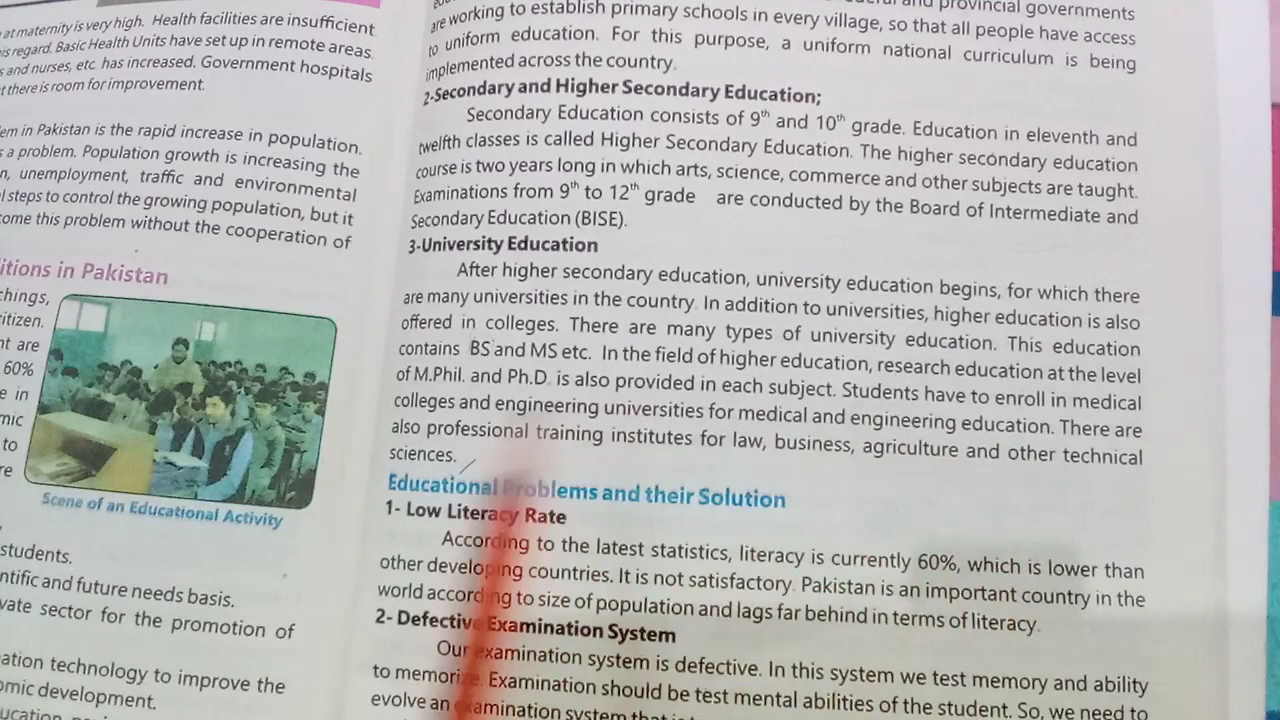 at maternity is very high. Health facilities are insufficient
is regard. Basic Health Units have set up in remote areas.
s and nurses, etc. has increased. Government hospitals
t there is room for improvement.
em in Pakistan is the rapid increase in population.
s a problem. Population growth is increasing the
n, unemployment, traffic and environmental
l steps to control the growing population, but it
come this problem without the cooperation of
itions in Pakistan
chings,
itizen.
nt are
60%
e in
mic
to
re
Scene of an Educational Activity
students.
ntific and future needs basis.
vate sector for the promotion of
ation technology to improve the
omic development.
and provincial governments
are working to establish primary schools in every village, so that all people have access
to uniform education. For this purpose, a uniform national curriculum is being
implemented across the country.
2-Secondary and Higher Secondary Education;
Secondary Education consists of 9th and 10th grade. Education in eleventh and
twelfth classes is called Higher Secondary Education. The higher secondary education
course is two years long in which arts, science, commerce and other subjects are taught.
Examinations from 9th to 12th grade are conducted by the Board of Intermediate and
Secondary Education (BISE).
3-University Education
After higher secondary education, university education begins, for which there
are many universities in the country. In addition to universities, higher education is also
offered in colleges. There are many types of university education. This education
contains BS and MS etc. In the field of higher education, research education at the level
of M.Phil. and Ph.D. is also provided in each subject. Students have to enroll in medical
colleges and engineering universities for medical and engineering education. There are
also professional training institutes for law, business, agriculture and other technical
sciences.
Educational Problems and their Solution
1- Low Literacy Rate
According to the latest statistics, literacy is currently 60%, which is lower than
other developing countries. It is not satisfactory. Pakistan is an important country in the
world according to size of population and lags far behind in terms of literacy.
2- Defective Examination System
Our examination system is defective. In this system we test memory and ability
to memorize. Examination should be test mental abilities of the student. So, we need to
evolve an examination system